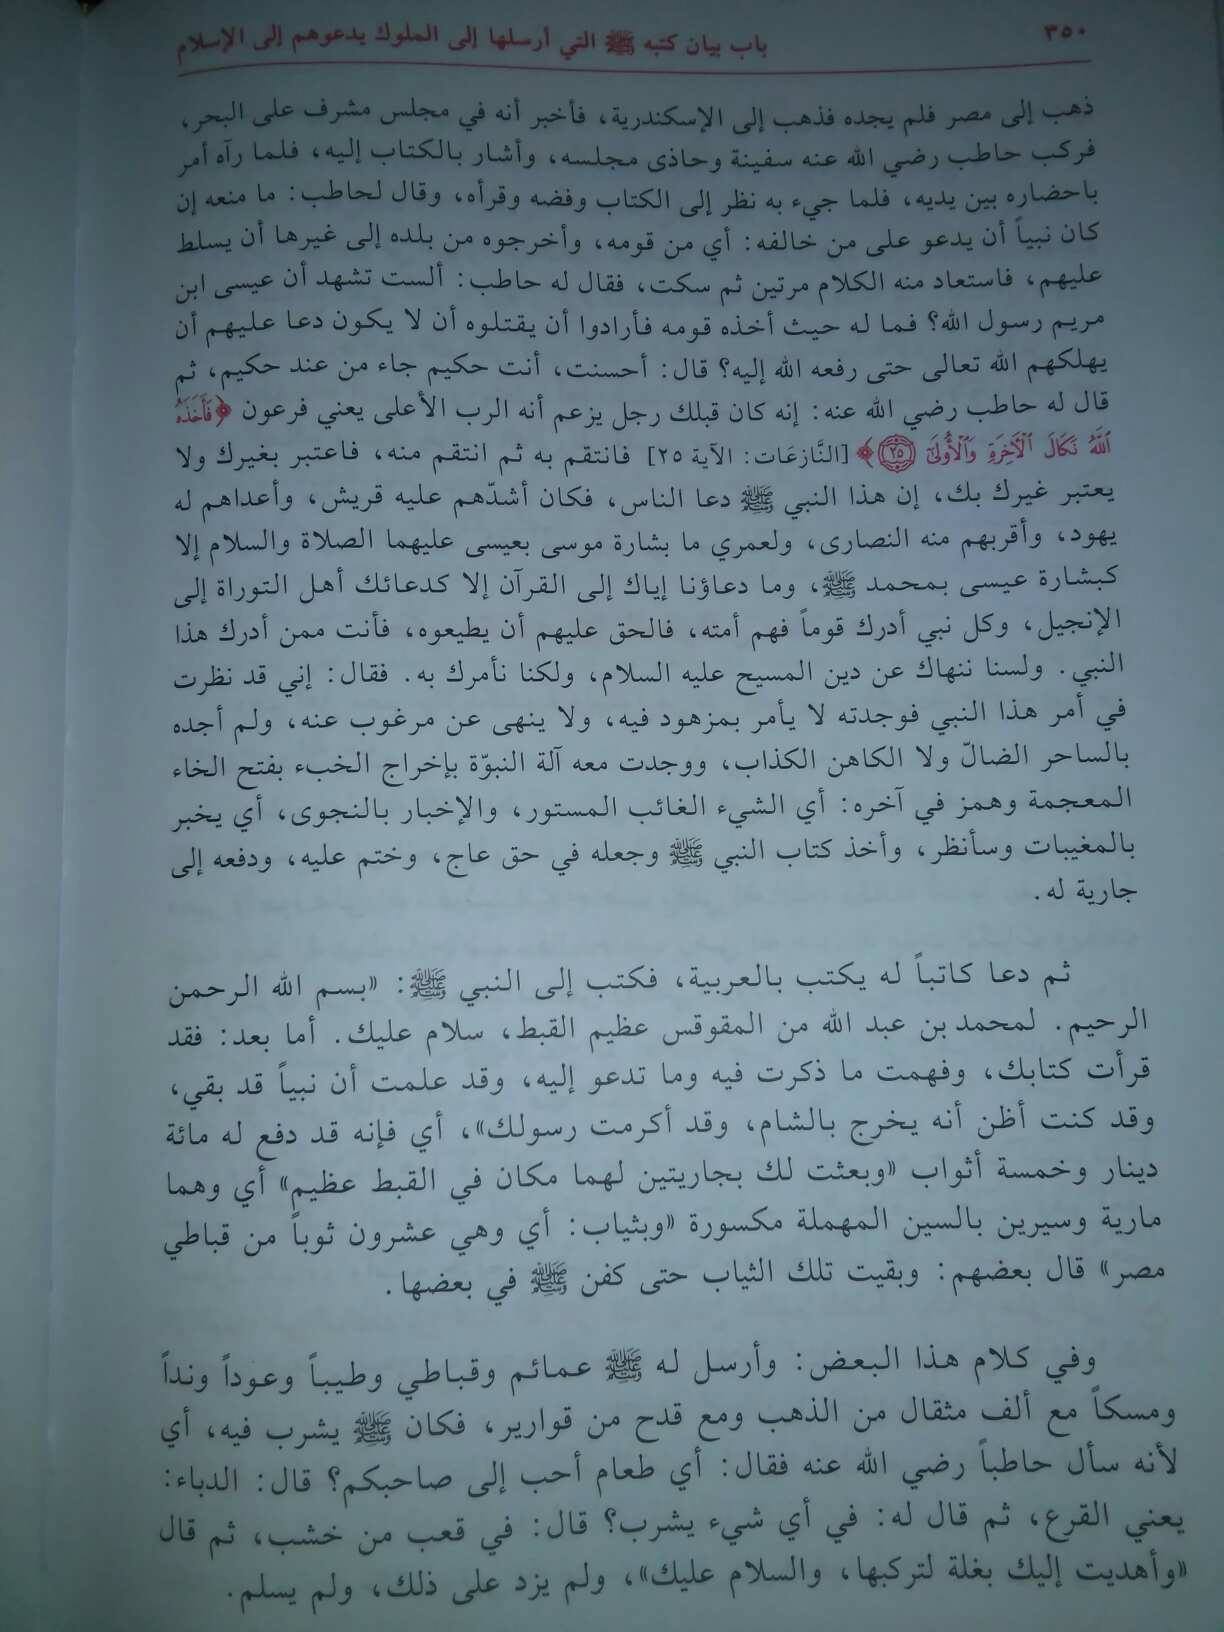 ٣٥٠
باب بيان كتبه ﷺ التي أرسلها إلى الملوك يدعوهم إلى الإسلام
ذهب إلى مصر فلم يجده فذهب إلى الإسكندرية، فأخبر أنه في مجلس مشرف على البحر،
فركب حاطب رضي الله عنه سفينة وحاذى مجلسه، وأشار بالكتاب إليه، فلما رآه أمر
باحضاره بين يديه، فلما جيء به نظر إلى الكتاب وفضه وقرأه، وقال لحاطب: ما منعه إن
كان نبياً أن يدعو على من خالفه: أي من قومه، وأخرجوه من بلده إلى غيرها أن يسلط
عليهم، فاستعاد منه الكلام مرتين ثم سكت، فقال له حاطب: ألست تشهد أن عيسى ابن
مريم رسول الله؟ فما له حيث أخذه قومه فأرادوا أن يقتلوه أن لا يكون دعا عليهم أن
يهلكهم الله تعالى حتى رفعه الله إليه؟ قال: أحسنت، أنت حكيم جاء من عند حكيم، ثم
قال له حاطب رضي الله عنه: إنه كان قبلك رجل يزعم أنه الرب الأعلى يعني فرعون ﴿فَأَخَذَهُ
ٱللَّهُ نَكَالَ ٱلْآخِرَةِ وَٱلْأُولَىٰٓ ٢٥﴾ [النَّازعَات: الآية ٢٥] فانتقم به ثم انتقم منه، فاعتبر بغيرك ولا
يعتبر غيرك بك، إن هذا النبي ﷺ دعا الناس، فكان أشدّهم عليه قريش، وأعداهم له
يهود، وأقربهم منه النصارى، ولعمري ما بشارة موسى بعيسى عليهما الصلاة والسلام إلا
كبشارة عيسى بمحمد ﷺ، وما دعاؤنا إياك إلى القرآن إلا كدعائك أهل التوراة إلى
الإنجيل، وكل نبي أدرك قوماً فهم أمته، فالحق عليهم أن يطيعوه، فأنت ممن أدرك هذا
النبي. ولسنا ننهاك عن دين المسيح عليه السلام، ولكنا نأمرك به. فقال: إني قد نظرت
في أمر هذا النبي فوجدته لا يأمر بمزهود فيه، ولا ينهى عن مرغوب عنه، ولم أجده
بالساحر الضالّ ولا الكاهن الكذاب، ووجدت معه آلة النبوّة بإخراج الخبء بفتح الخاء
المعجمة وهمز في آخره: أي الشيء الغائب المستور، والإخبار بالنجوى، أي يخبر
بالمغيبات وسأنظر، وأخذ كتاب النبي ﷺ وجعله في حق عاج، وختم عليه، ودفعه إلى
جارية له.
ثم دعا كاتباً له يكتب بالعربية، فكتب إلى النبي ﷺ: «بسم الله الرحمن
الرحيم. لمحمد بن عبد الله من المقوقس عظيم القبط، سلام عليك. أما بعد: فقد
قرأت كتابك، وفهمت ما ذكرت فيه وما تدعو إليه، وقد علمت أن نبياً قد بقي،
وقد كنت أظن أنه يخرج بالشام، وقد أكرمت رسولك»، أي فإنه قد دفع له مائة
دينار وخمسة أثواب «وبعثت لك بجاريتين لهما مكان في القبط عظيم» أي وهما
مارية وسيرين بالسين المهملة مكسورة «وبثياب: أي وهي عشرون ثوباً من قباطي
مصر» قال بعضهم: وبقيت تلك الثياب حتى كفن ﷺ في بعضها.
وفي كلام هذا البعض: وأرسل له ﷺ عمائم وقباطي وطيباً وعوداً ونداً
ومسكاً مع ألف مثقال من الذهب ومع قدح من قوارير، فكان ﷺ يشرب فيه، أي
لأنه سأل حاطباً رضي الله عنه فقال: أي طعام أحب إلى صاحبكم؟ قال: الدباء:
يعني القرع، ثم قال له: في أي شيء يشرب؟ قال: في قعب من خشب، ثم قال
«وأهديت إليك بغلة لتركبها، والسلام عليك»، ولم يزد على ذلك، ولم يسلم.